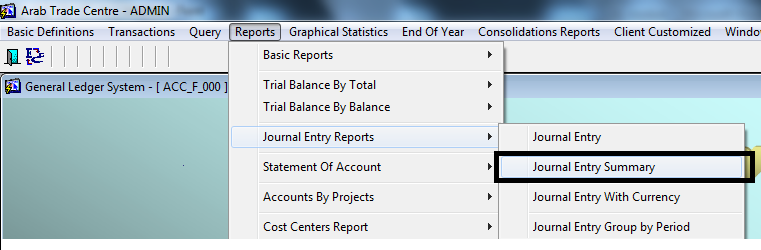 Arab Trade Centre - ADMIN
Basic Definitions Transactions Query Reports Graphical Statistics End Of Year Consolidations Reports Client Customized Window
General Ledger System - [ ACC_F_000 ]
Basic Reports
Trial Balance By Total
Trial Balance By Balance
Journal Entry Reports
Statement Of Account
Accounts By Projects
Cost Centers Report
Journal Entry
Journal Entry Summary
Journal Entry With Currency
Journal Entry Group by Period